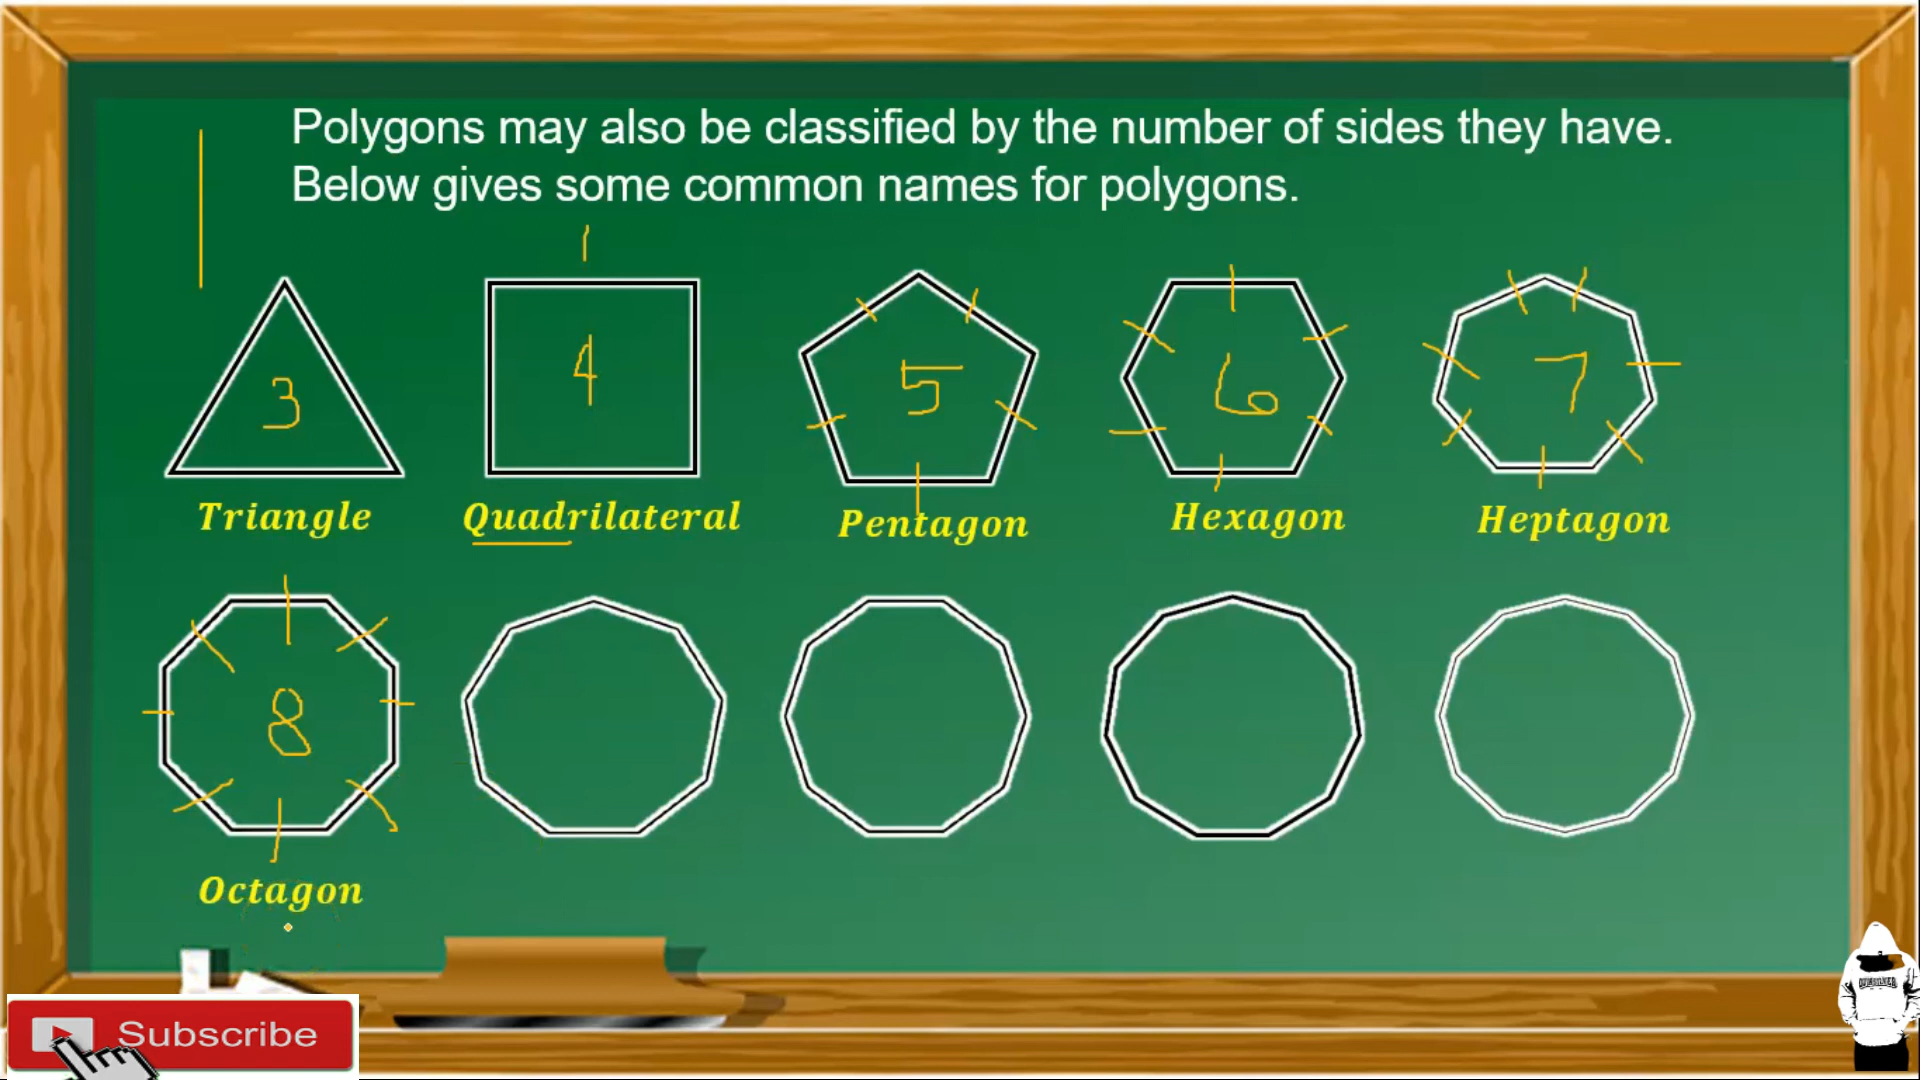 Polygons may also be classified by the number of sides they have.
Below gives some common names for polygons.
3
4
5
6
7
Triangle
Quadrilateral
Pentagon
Hexagon
Heptagon
8
Octagon
Subscribe